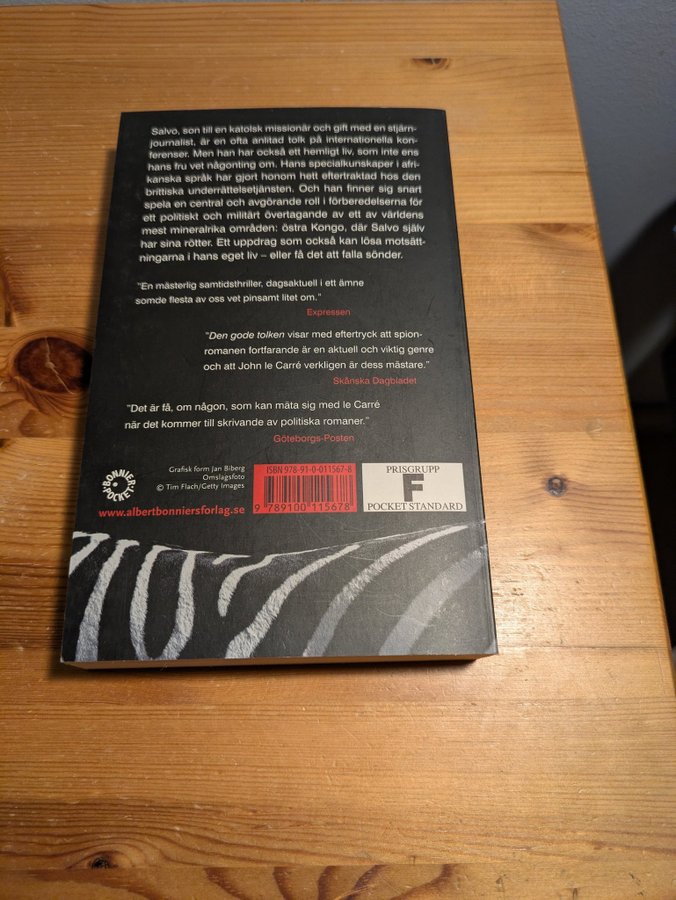 Salvo, son till en katolsk missionär och gift med en stjärn-
journalist, är en ofta anlitad tolk på internationella kon-
ferenser. Men han har också ett hemligt liv, som inte ens
hans fru vet någonting om. Hans specialkunskaper i afri-
kanska språk har gjort honom hett eftertraktad hos den
brittiska underrättelsetjänsten. Och han finner sig snart
spela en central och avgörande roll i förberedelserna för
ett politiskt och militärt övertagande av ett av världens
mest mineralrika områden: östra Kongo, där Salvo själv
har sina rötter. Ett uppdrag som också kan lösa motsätt-
ningarna i hans eget liv – eller få det att falla sönder.
"En mästerlig samtidsthriller, dagsaktuell i ett ämne
somde flesta av oss vet pinsamt litet om."
Expressen
"Den gode tolken visar med eftertryck att spion-
romanen fortfarande är en aktuell och viktig genre
och att John le Carré verkligen är dess mästare."
Skånska Dagbladet
"Det är få, om någon, som kan mäta sig med le Carré
när det kommer till skrivande av politiska romaner."
Göteborgs-Posten
BONNIER POCKET
Grafisk form Jan Biberg
Omslagsfoto
© Tim Flach/Getty Images
www.albertbonniersforlag.se
ISBN 978-91-0-011567-8
9 789100 115678
PRISGRUPP
F
POCKET STANDARD